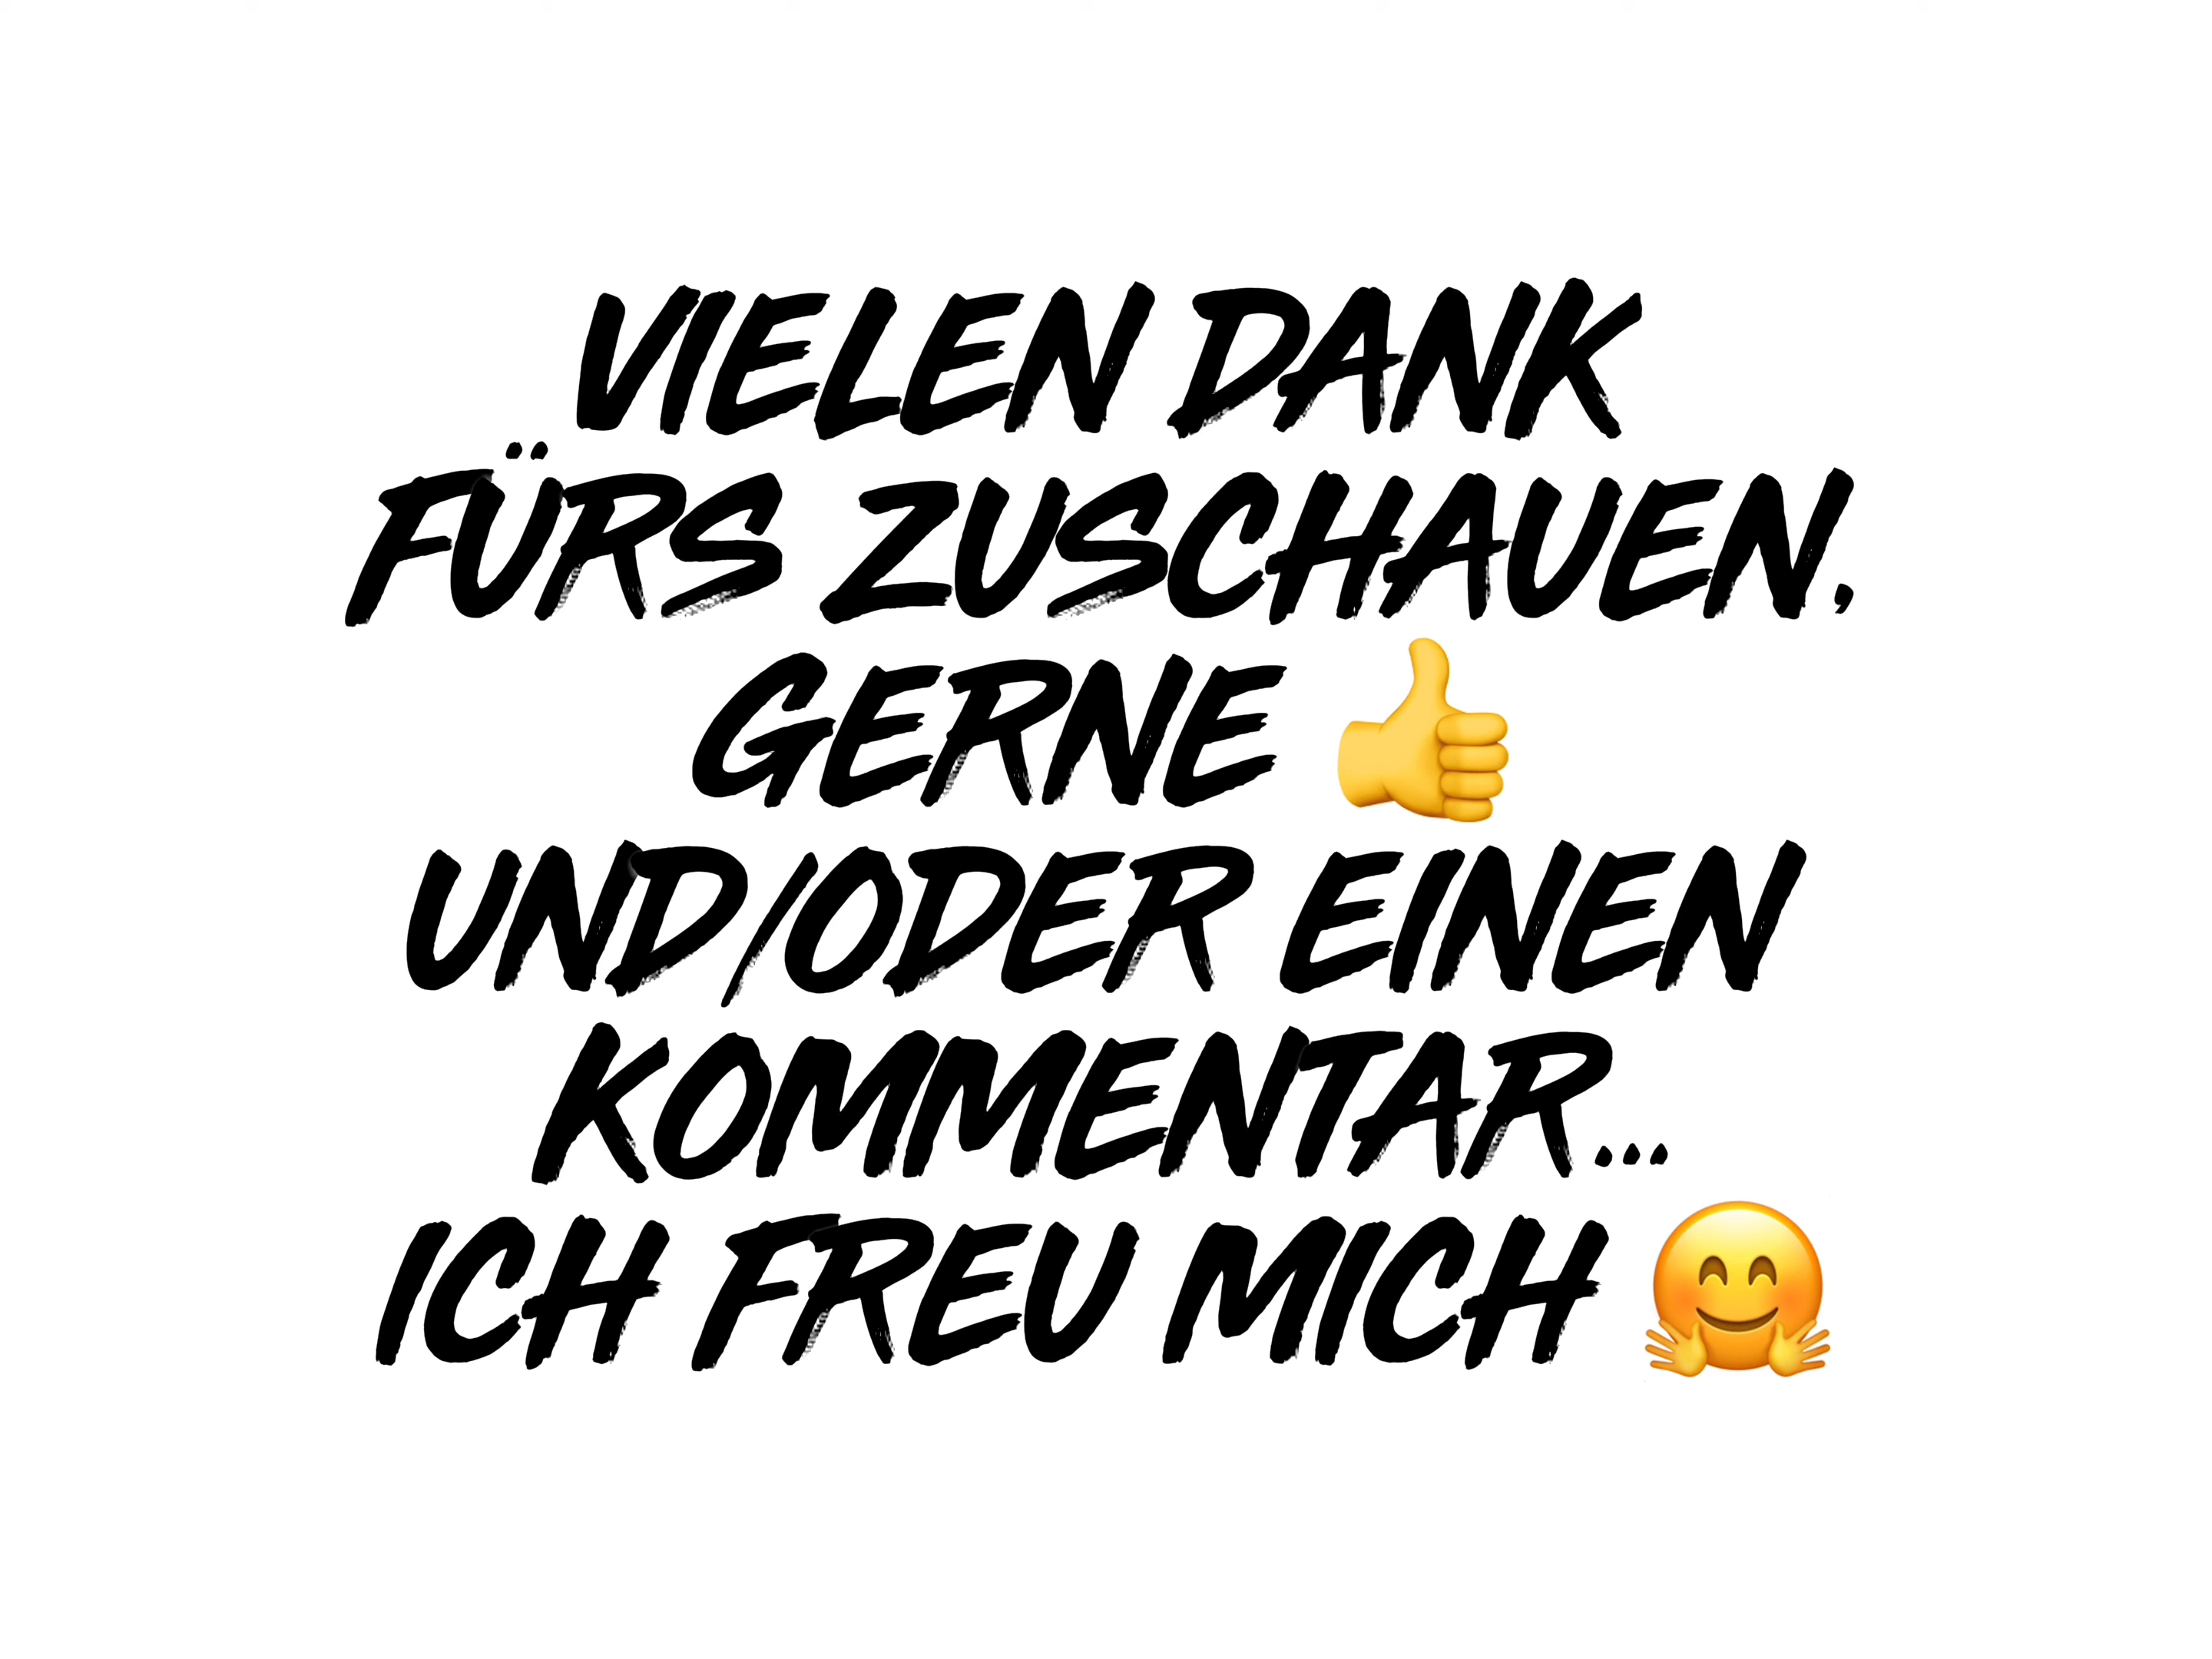 VIELEN DANK
FÜRS ZUSCHAUEN,
GERNE 👍
UND/ODER EINEN
KOMMENTAR...
ICH FREU MICH 🤗